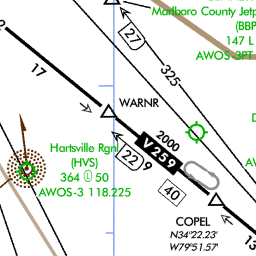 Marlboro County Jetp
(BBP
147 L
AWOS-3PT
27
325
17
WARNR
2000
V259
Hartsville Rgnl
(HVS)
364 50
AWOS-3 118.225
22
9
40
COPEL
N34°22.23'
W79°51.57'
13